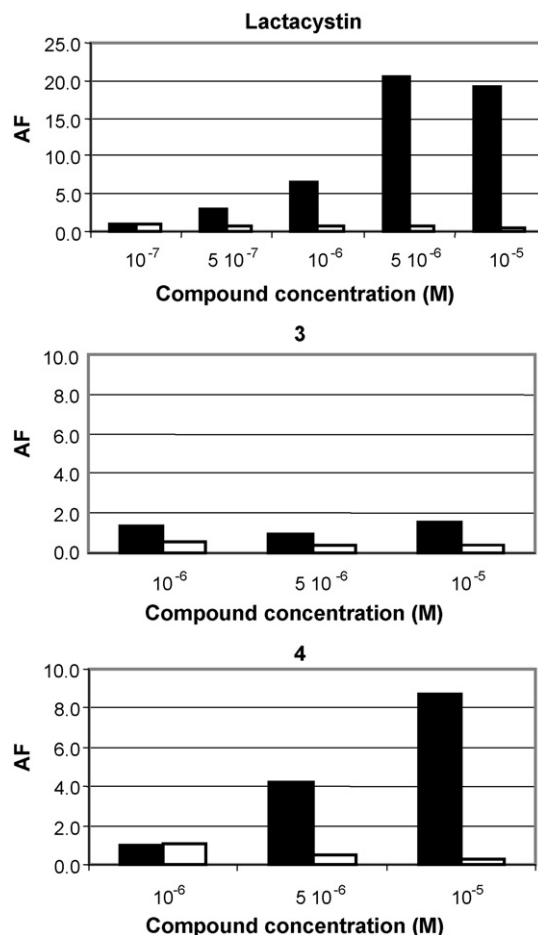 Lactacystin
25.0
20.0
15.0
10.0
5.0
0.0
AF
10⁻⁷ 5 10⁻⁷ 10⁻⁶ 5 10⁻⁶ 10⁻⁵
Compound concentration (M)
3
10.0
8.0
6.0
4.0
2.0
0.0
AF
10⁻⁶ 5 10⁻⁶ 10⁻⁵
Compound concentration (M)
4
10.0
8.0
6.0
4.0
2.0
0.0
AF
10⁻⁶ 5 10⁻⁶ 10⁻⁵
Compound concentration (M)